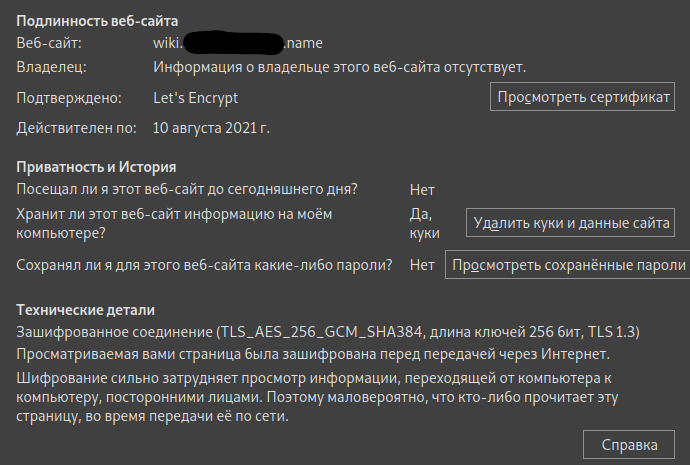 Подлинность веб-сайта
Веб-сайт: wiki. .name
Владелец: Информация о владельце этого веб-сайта отсутствует.
Подтверждено: Let's Encrypt Просмотреть сертификат
Действителен по: 10 августа 2021 г.
Приватность и История
Посещал ли я этот веб-сайт до сегодняшнего дня? Нет
Хранит ли этот веб-сайт информацию на моём компьютере? Да, куки Удалить куки и данные сайта
Сохранял ли я для этого веб-сайта какие-либо пароли? Нет Просмотреть сохранённые пароли
Технические детали
Зашифрованное соединение (TLS_AES_256_GCM_SHA384, длина ключей 256 бит, TLS 1.3)
Просматриваемая вами страница была зашифрована перед передачей через Интернет.
Шифрование сильно затрудняет просмотр информации, переходящей от компьютера к
компьютеру, посторонними лицами. Поэтому маловероятно, что кто-либо прочитает эту
страницу, во время передачи её по сети.
Справка